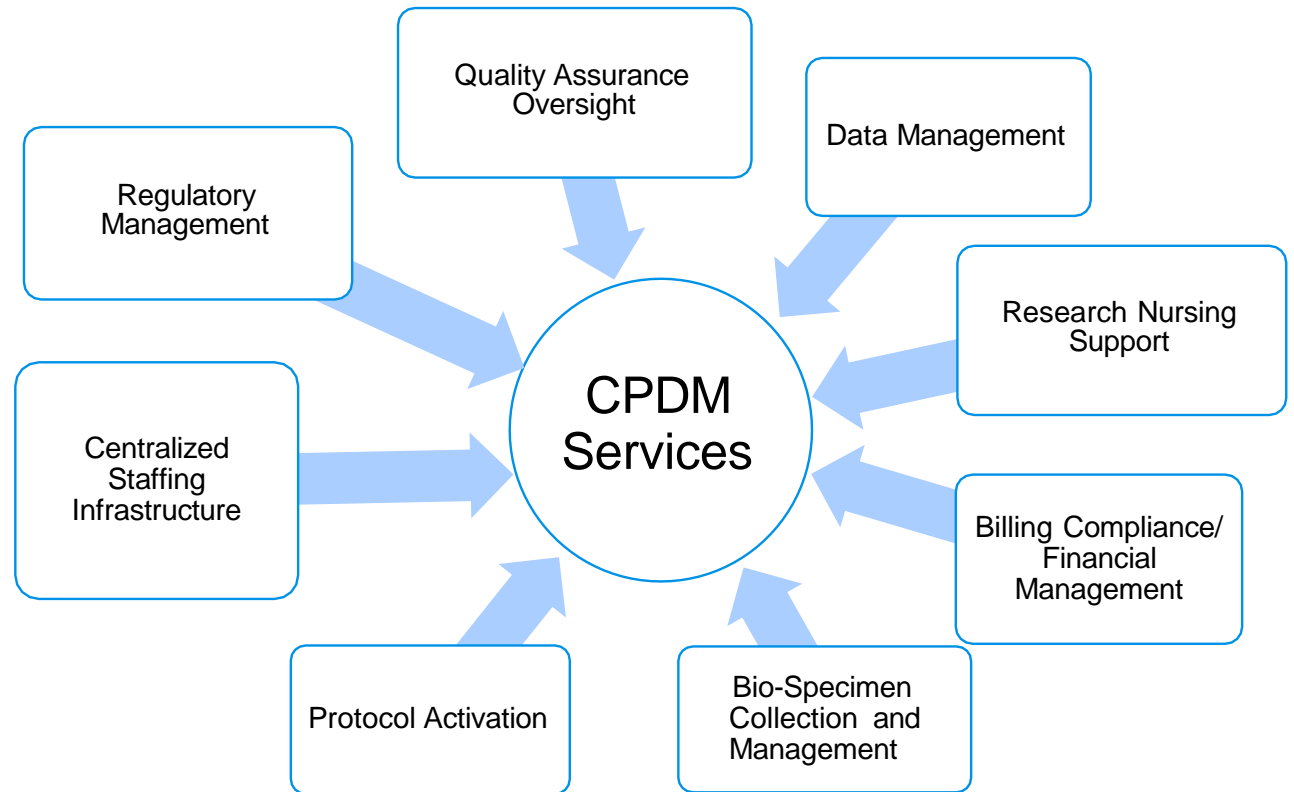 Quality Assurance
Oversight
Data Management
Regulatory
Management
Research Nursing
Support
CPDM
Services
Centralized
Staffing
Infrastructure
Billing Compliance/
Financial
Management
Protocol Activation
Bio-Specimen
Collection and
Management